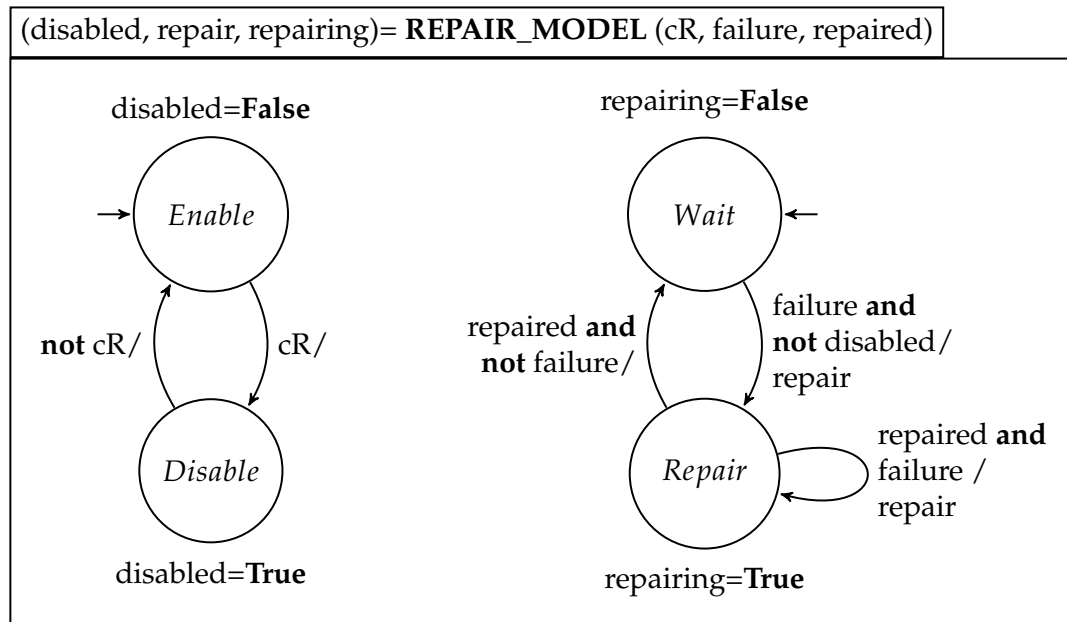 (disabled, repair, repairing)= REPAIR_MODEL (cR, failure, repaired)
disabled=False
Enable
not cR/
cR/
Disable
disabled=True
repairing=False
Wait
repaired and
not failure/
failure and
not disabled/
repair
Repair
repaired and
failure /
repair
repairing=True